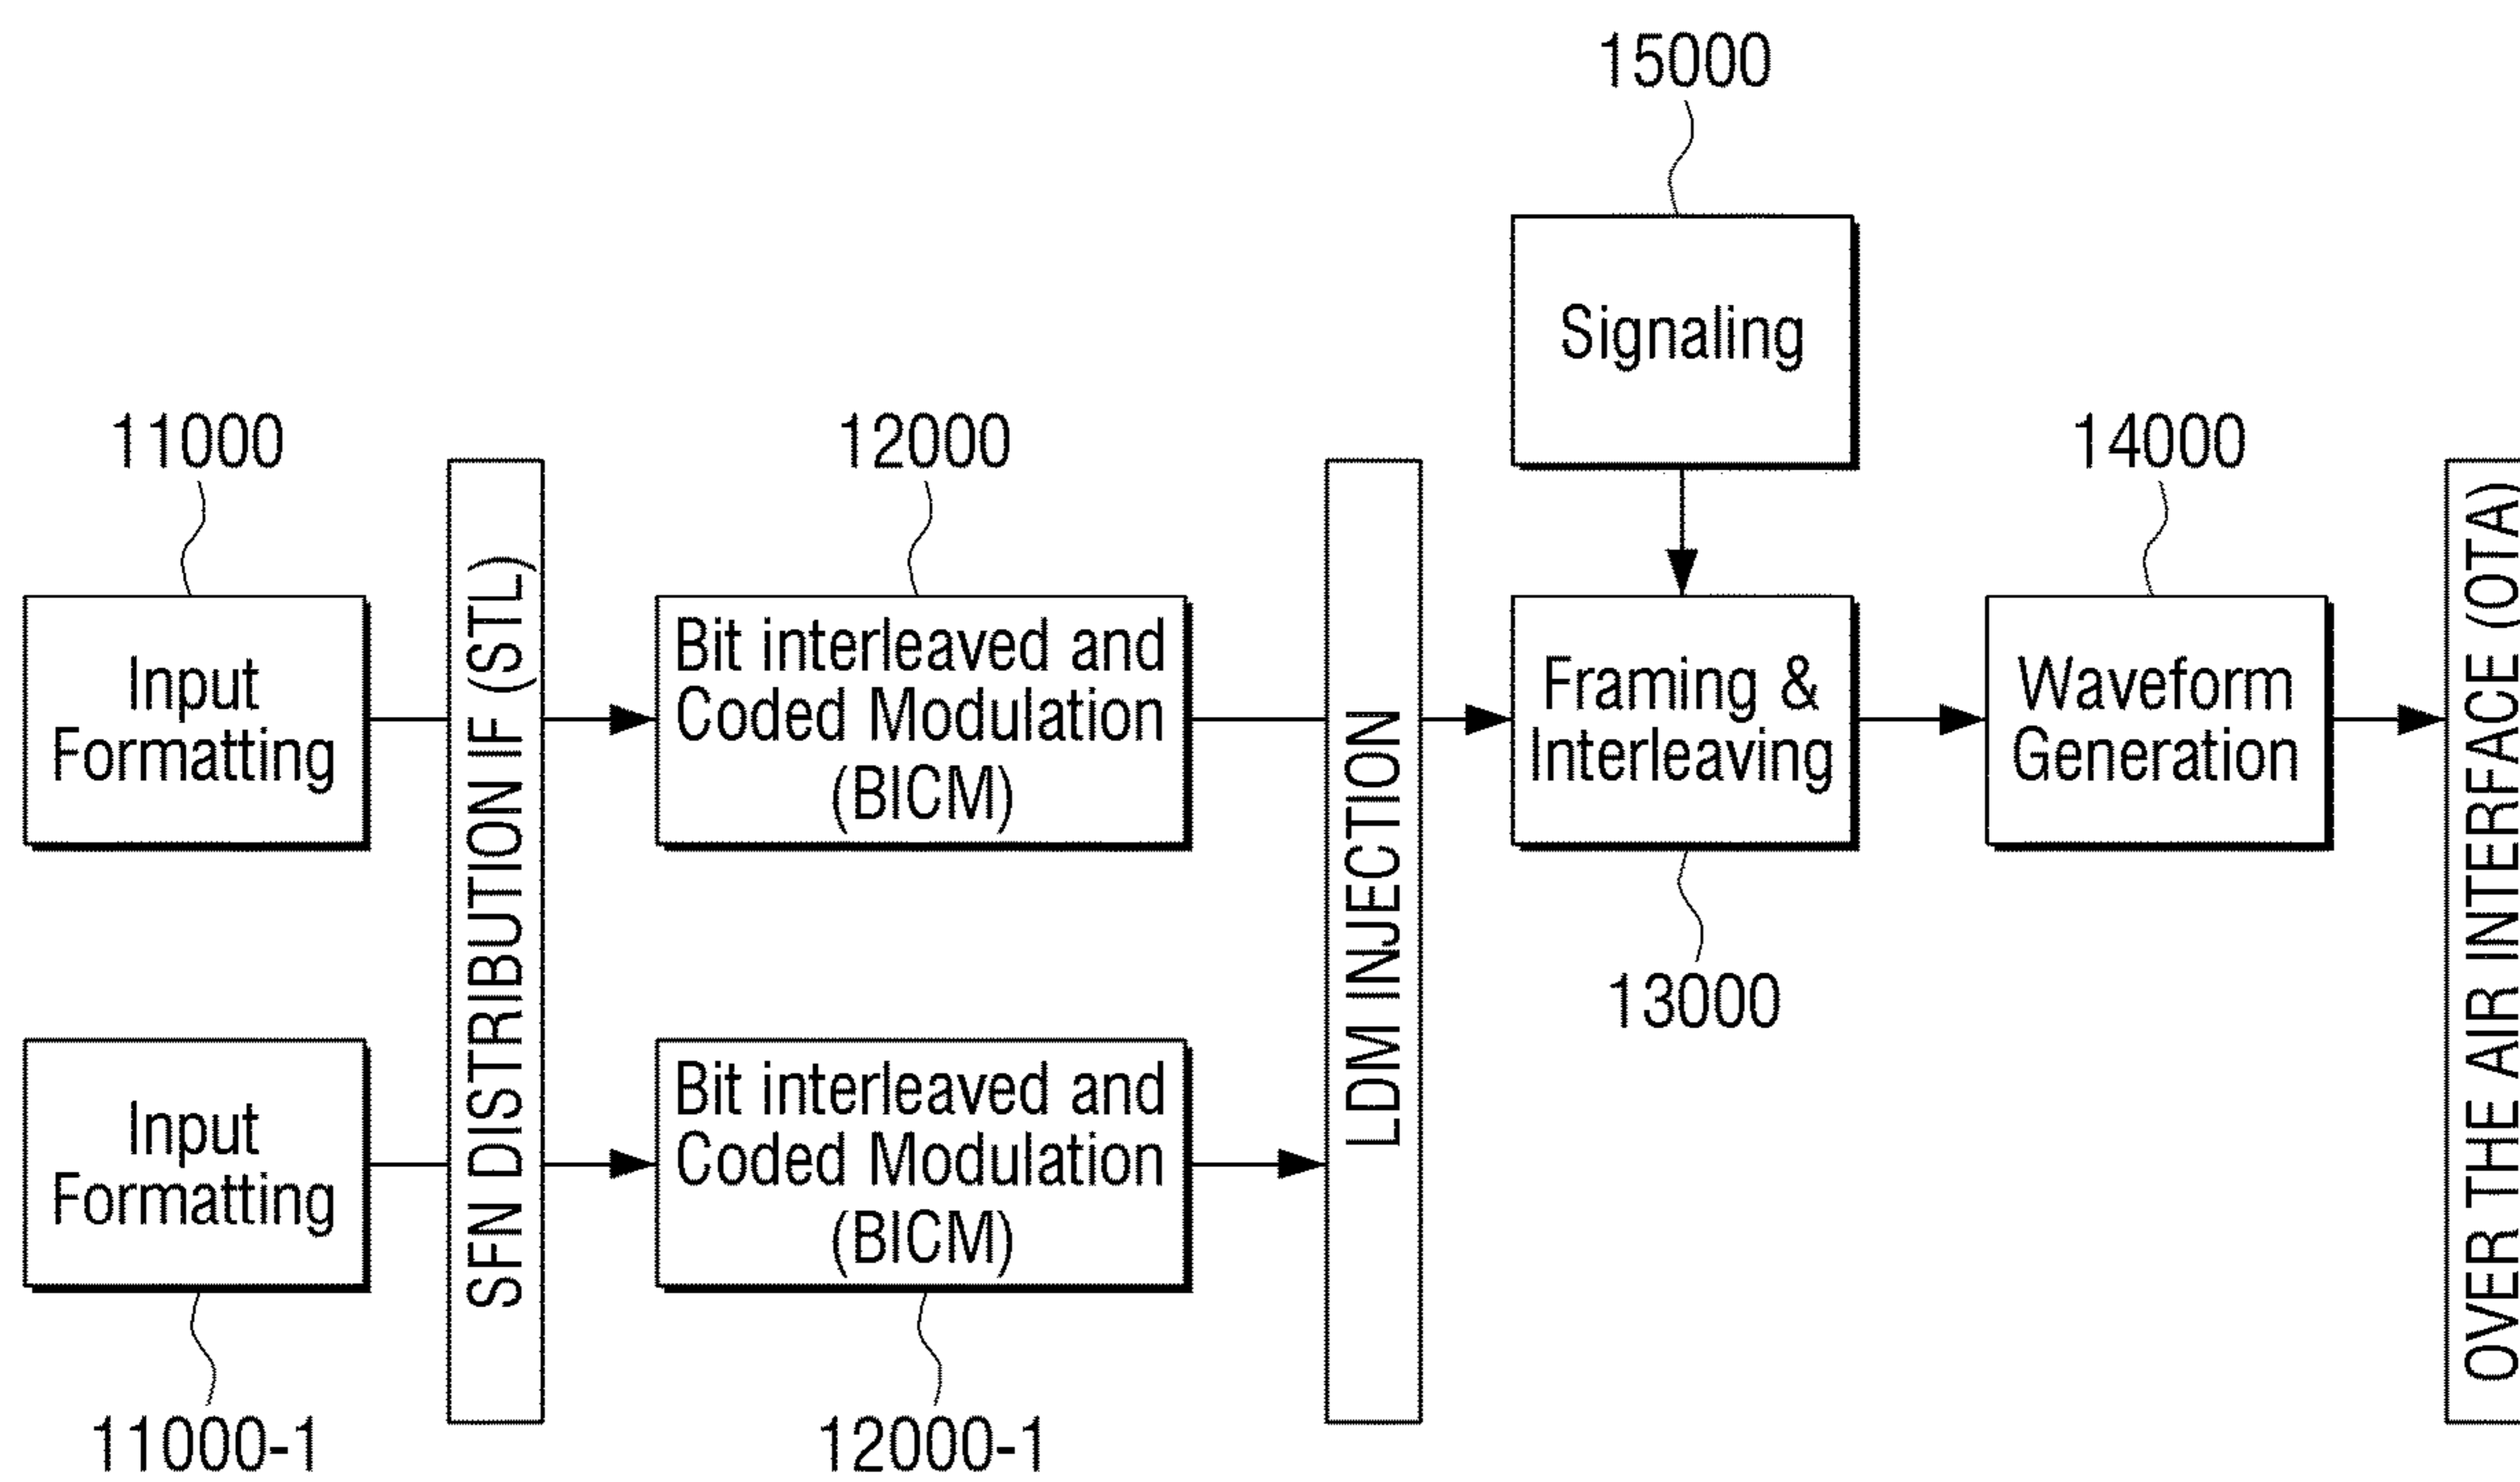 15000
Signaling
11000
12000
14000
Input
Formatting
SFN DISTRIBUTION IF (STL)
Bit interleaved and
Coded Modulation
(BICM)
LDM INJECTION
Framing &
Interleaving
Waveform
Generation
OVER THE AIR INTERFACE (OTA)
13000
Input
Formatting
Bit interleaved and
Coded Modulation
(BICM)
11000-1
12000-1